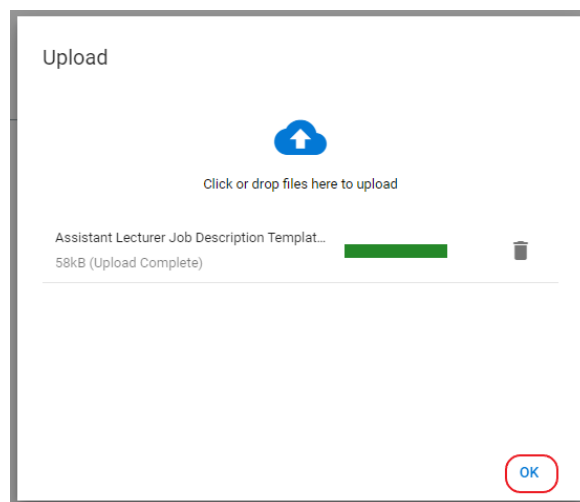 Upload
Click or drop files here to upload
Assistant Lecturer Job Description Templat...
58kB (Upload Complete)
OK